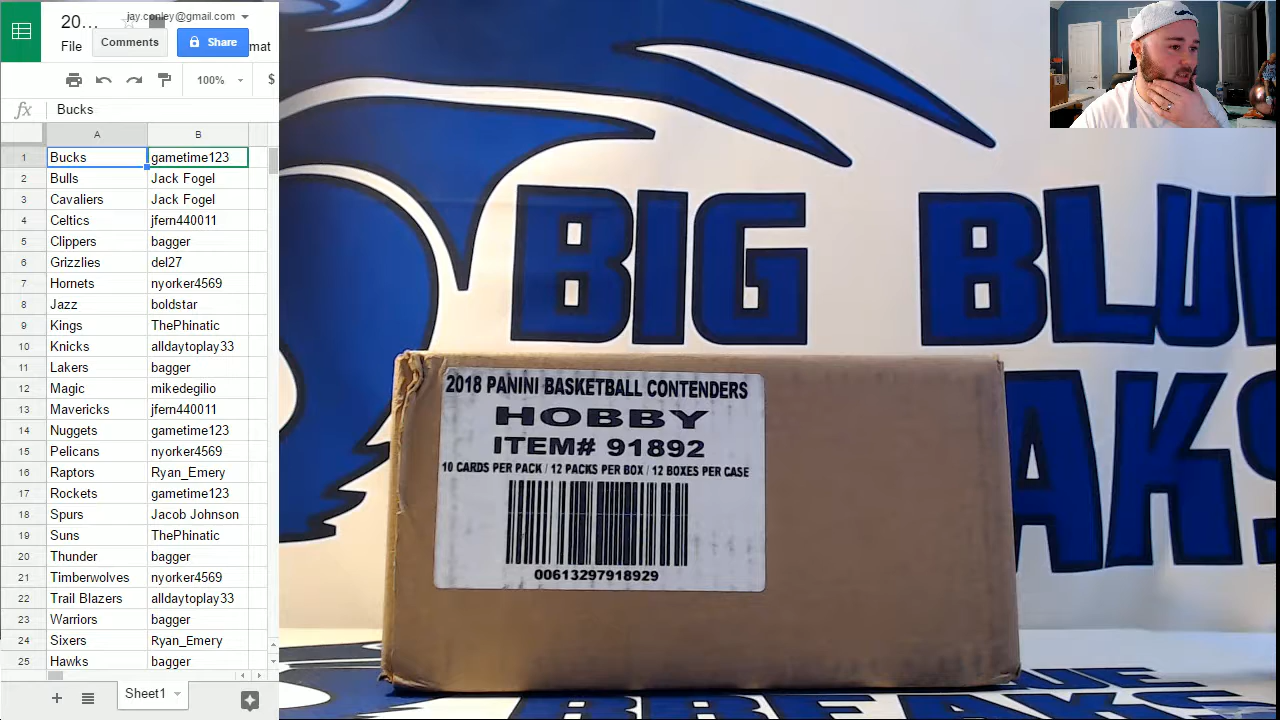 20...
jay.conley@gmail.com
File
Comments
Share
mat
100%
$
fx
Bucks
A B
1 Bucks gametime123
2 Bulls Jack Fogel
3 Cavaliers Jack Fogel
4 Celtics jfern440011
5 Clippers bagger
6 Grizzlies del27
7 Hornets nyorker4569
8 Jazz boldstar
9 Kings ThePhinatic
10 Knicks alldaytoplay33
11 Lakers bagger
12 Magic mikedegilio
13 Mavericks jfern440011
14 Nuggets gametime123
15 Pelicans nyorker4569
16 Raptors Ryan_Emery
17 Rockets gametime123
18 Spurs Jacob Johnson
19 Suns ThePhinatic
20 Thunder bagger
21 Timberwolves nyorker4569
22 Trail Blazers alldaytoplay33
23 Warriors bagger
24 Sixers Ryan_Emery
25 Hawks bagger
Sheet1
BIG BLU
AKS
2018 PANINI BASKETBALL CONTENDERS
HOBBY
ITEM# 91892
10 CARDS PER PACK / 12 PACKS PER BOX / 12 BOXES PER CASE
00613297918929
UE
BREAKS